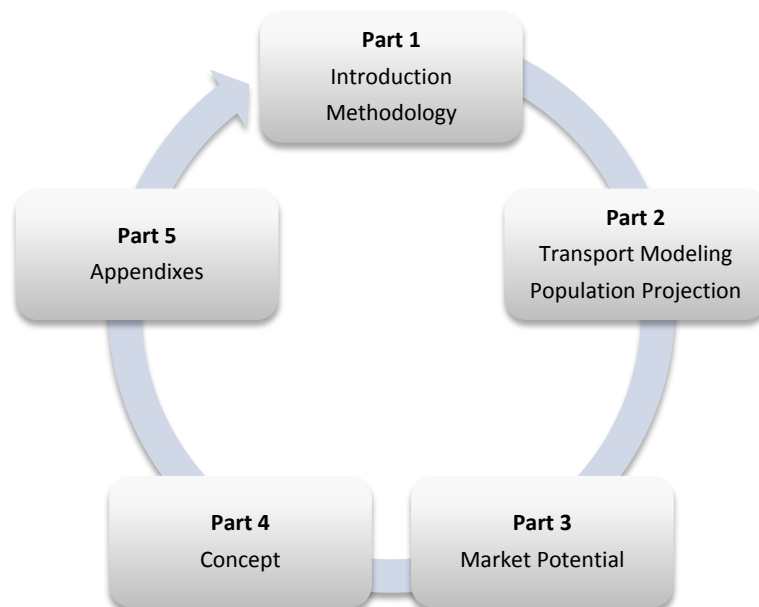 Part 1
Introduction
Methodology
Part 2
Transport Modeling
Population Projection
Part 3
Market Potential
Part 4
Concept
Part 5
Appendixes